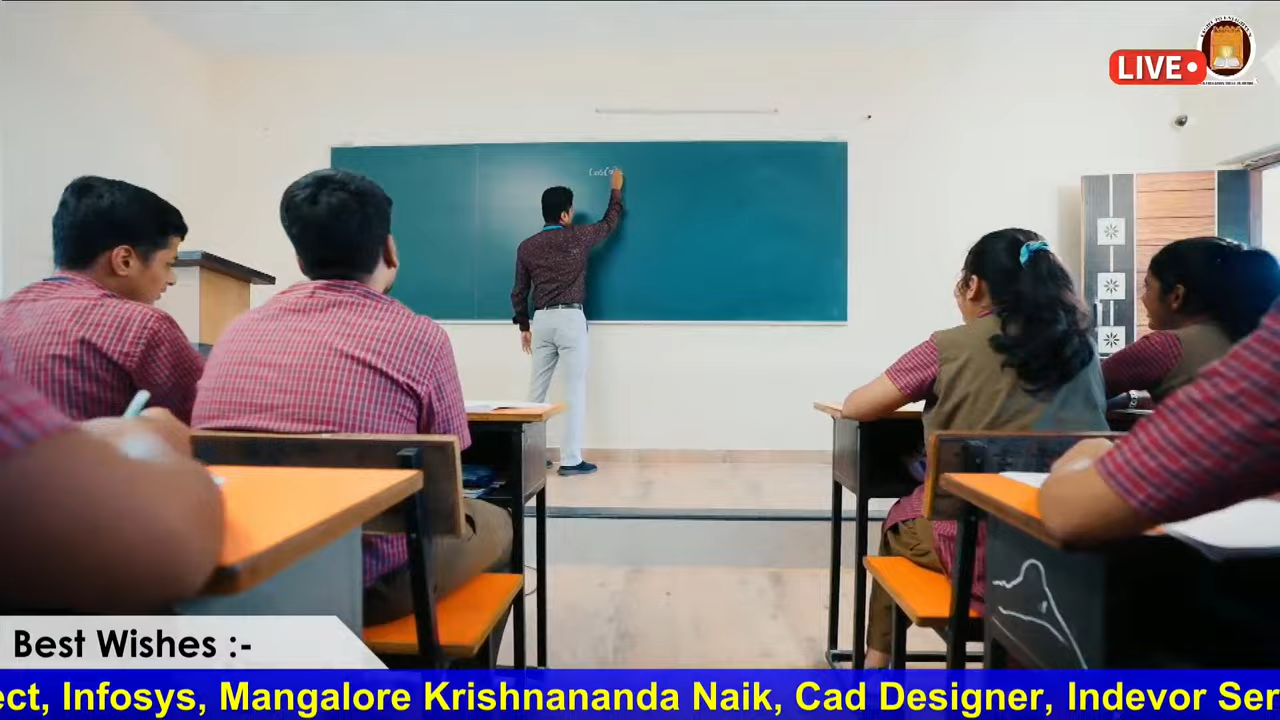 LIVE
Best Wishes :-
ect, Infosys, Mangalore Krishnananda Naik, Cad Designer, Indevor Ser